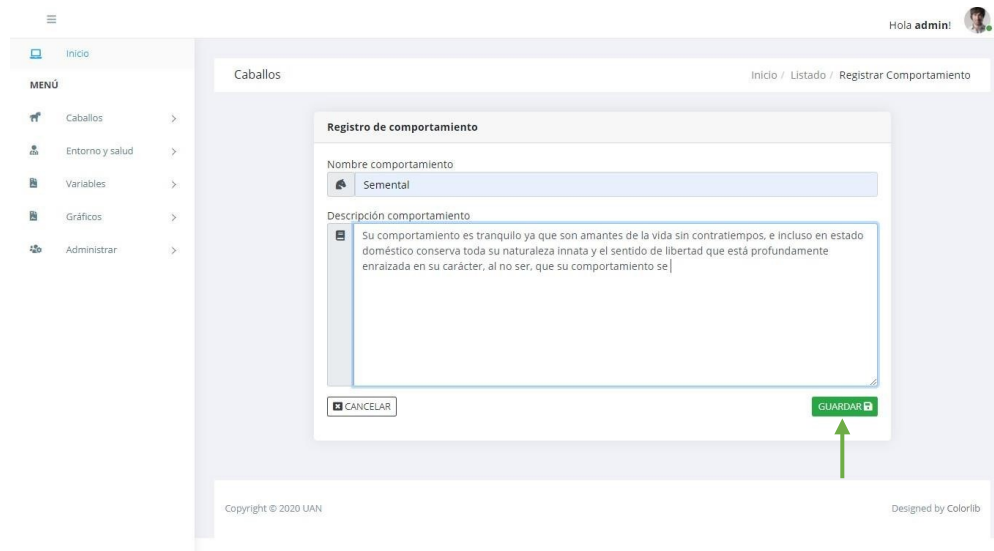 Hola admin!
Inicio
MENÚ
Caballos
Entorno y salud
Variables
Gráficos
Administrar
Caballos
Inicio / Listado / Registrar Comportamiento
Registro de comportamiento
Nombre comportamiento
Semental
Descripción comportamiento
Su comportamiento es tranquilo ya que son amantes de la vida sin contratiempos, e incluso en estado
doméstico conserva toda su naturaleza innata y el sentido de libertad que está profundamente
enraizada en su carácter, al no ser, que su comportamiento se
CANCELAR
GUARDAR
Copyright © 2020 UAN
Designed by Colorlib